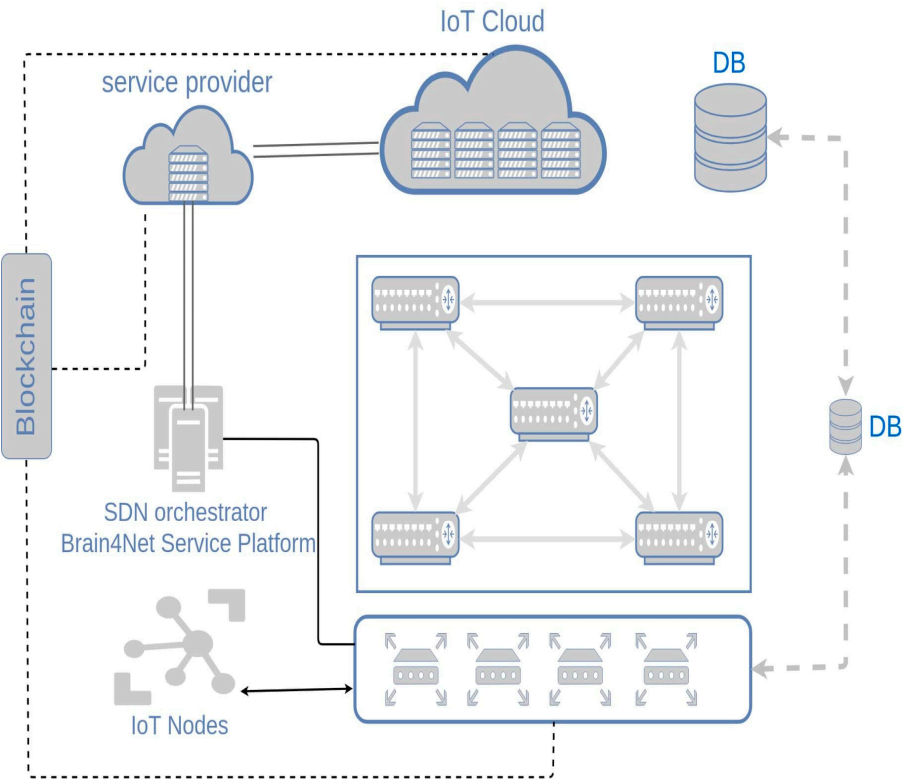 IoT Cloud
service provider
DB
Blockchain
DB
SDN orchestrator
Brain4Net Service Platform
IoT Nodes